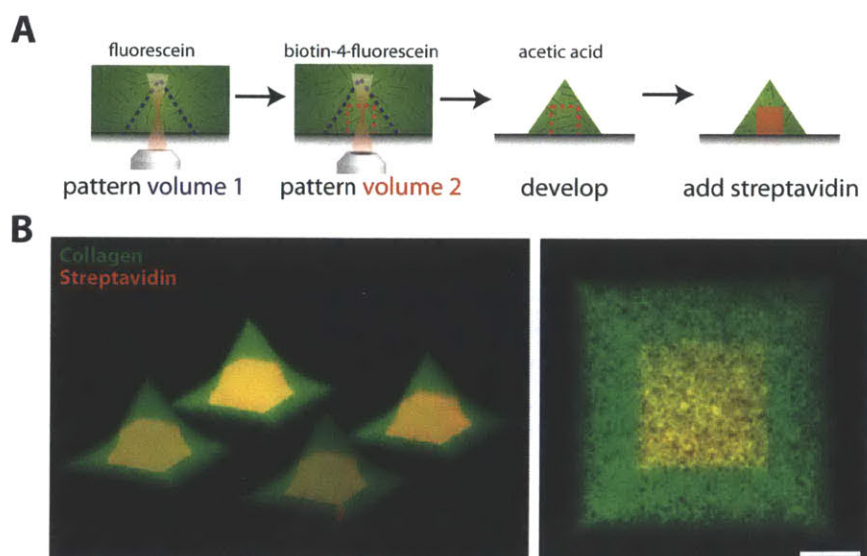 A
fluorescein
biotin-4-fluorescein
acetic acid
pattern volume 1
pattern volume 2
develop
add streptavidin
B
Collagen
Streptavidin